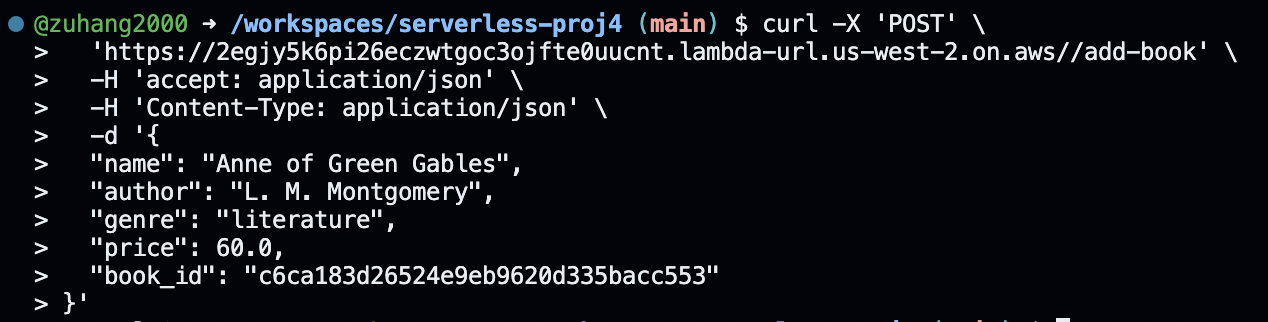 @zuhang2000 → /workspaces/serverless-proj4 (main) $ curl -X 'POST' \
>   'https://2egjy5k6pi26eczwtgoc3ojfte0uucnt.lambda-url.us-west-2.on.aws//add-book' \
>   -H 'accept: application/json' \
>   -H 'Content-Type: application/json' \
>   -d '{
>   "name": "Anne of Green Gables",
>   "author": "L. M. Montgomery",
>   "genre": "literature",
>   "price": 60.0,
>   "book_id": "c6ca183d26524e9eb9620d335bacc553"
> }'